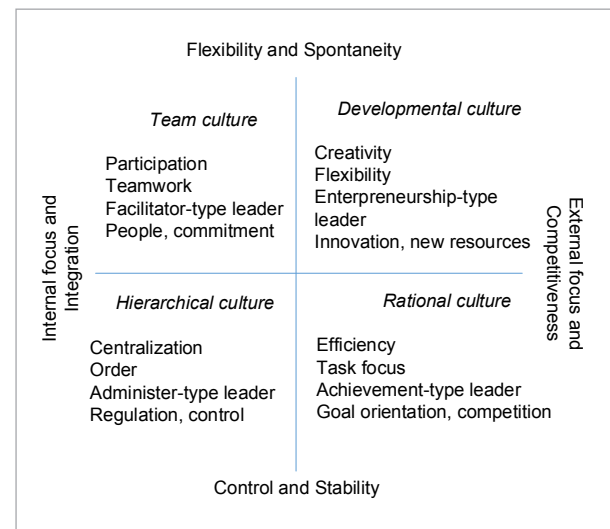 Flexibility and Spontaneity
Team culture
Participation
Teamwork
Facilitator-type leader
People, commitment
Developmental culture
Creativity
Flexibility
Enterpreneurship-type
leader
Innovation, new resources
Internal focus and
Integration
External focus and
Competitiveness
Hierarchical culture
Centralization
Order
Administer-type leader
Regulation, control
Rational culture
Efficiency
Task focus
Achievement-type leader
Goal orientation, competition
Control and Stability